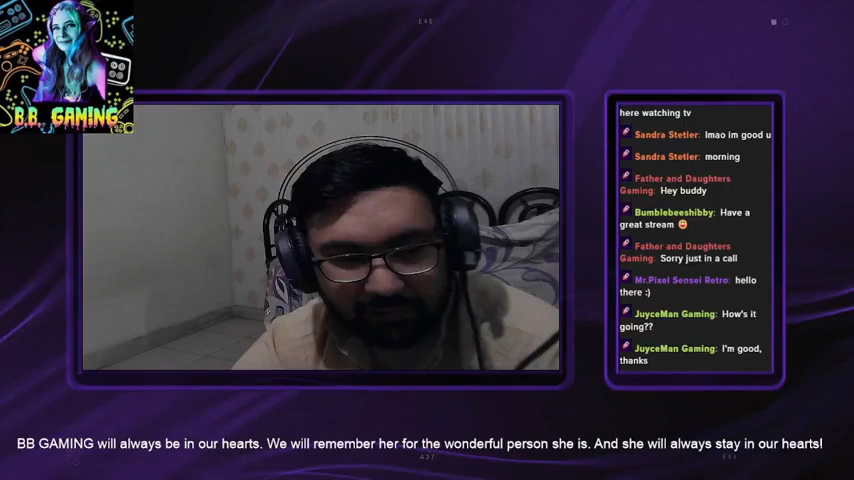 E40
B.B. GAMING
here watching tv
Sandra Stetler: lmao im good u
Sandra Stetler: morning
Father and Daughters
Gaming: Hey buddy
Bumblebeeshibby: Have a
great stream 😀
Father and Daughters
Gaming: Sorry just in a call
Mr.Pixel Sensei Retro: hello
there :)
JuyceMan Gaming: How's it
going??
JuyceMan Gaming: I'm good,
thanks
BB GAMING will always be in our hearts. We will remember her for the wonderful person she is. And she will always stay in our hearts!
A37